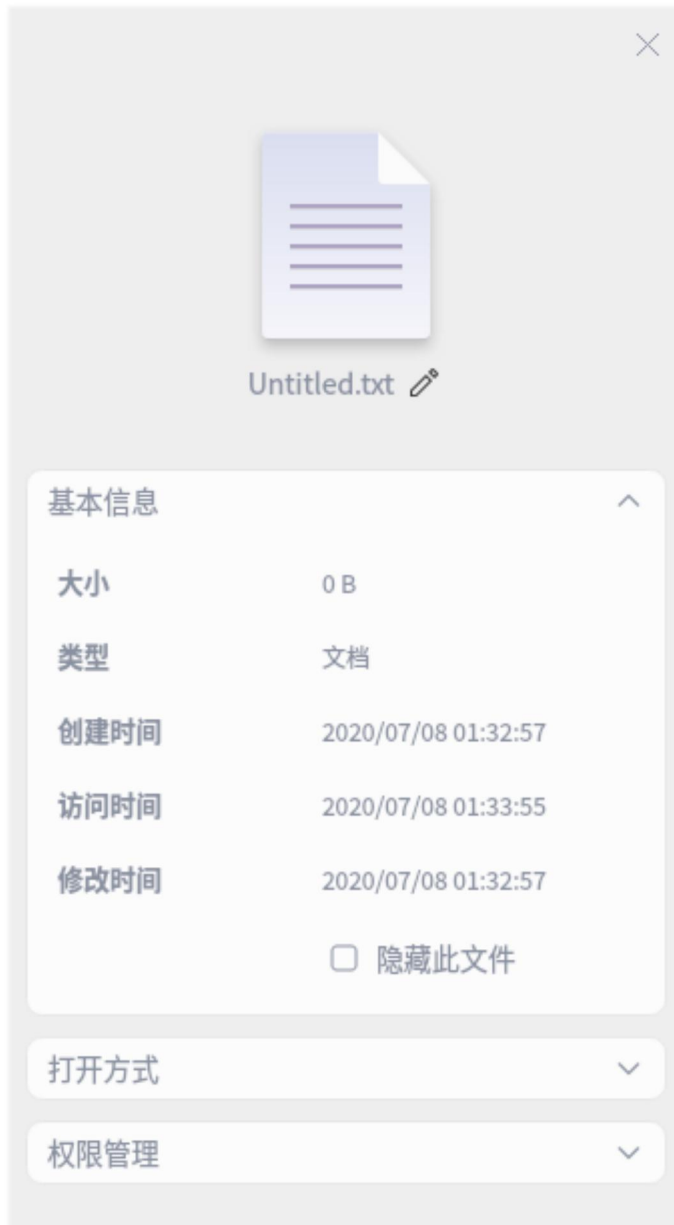 Untitled.txt
基本信息
大小 0 B
类型 文档
创建时间 2020/07/08 01:32:57
访问时间 2020/07/08 01:33:55
修改时间 2020/07/08 01:32:57
隐藏此文件
打开方式
权限管理